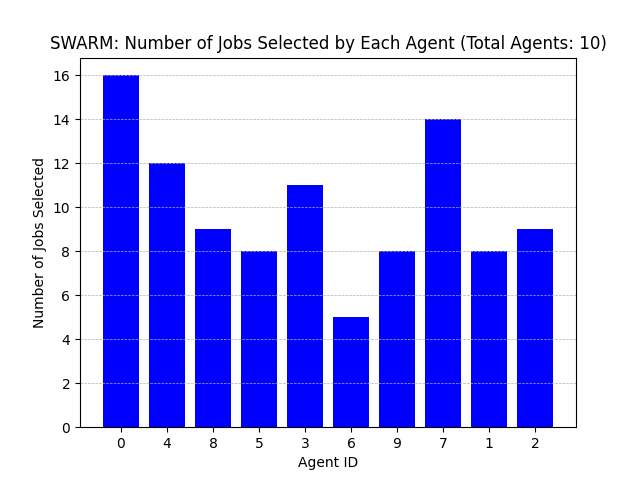 SWARM: Number of Jobs Selected by Each Agent (Total Agents: 10)
16
14
12
10
8
6
4
2
0
Number of Jobs Selected
0 4 8 5 3 6 9 7 1 2
Agent ID